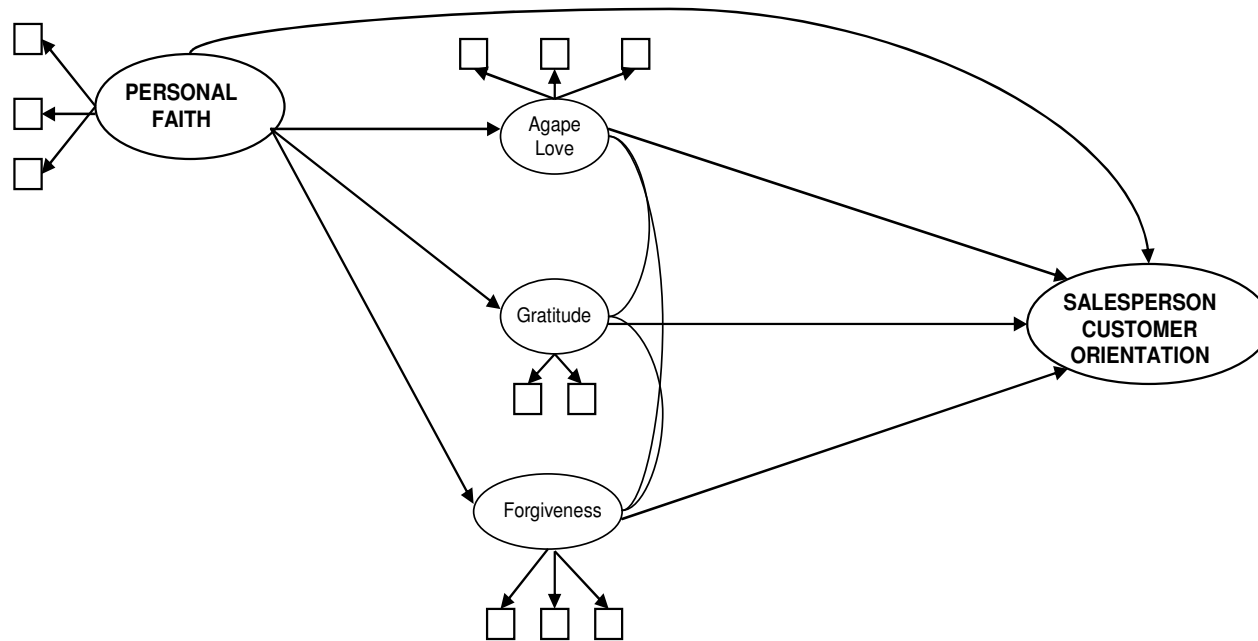 PERSONAL
FAITH
Agape
Love
Gratitude
SALESPERSON
CUSTOMER
ORIENTATION
Forgiveness